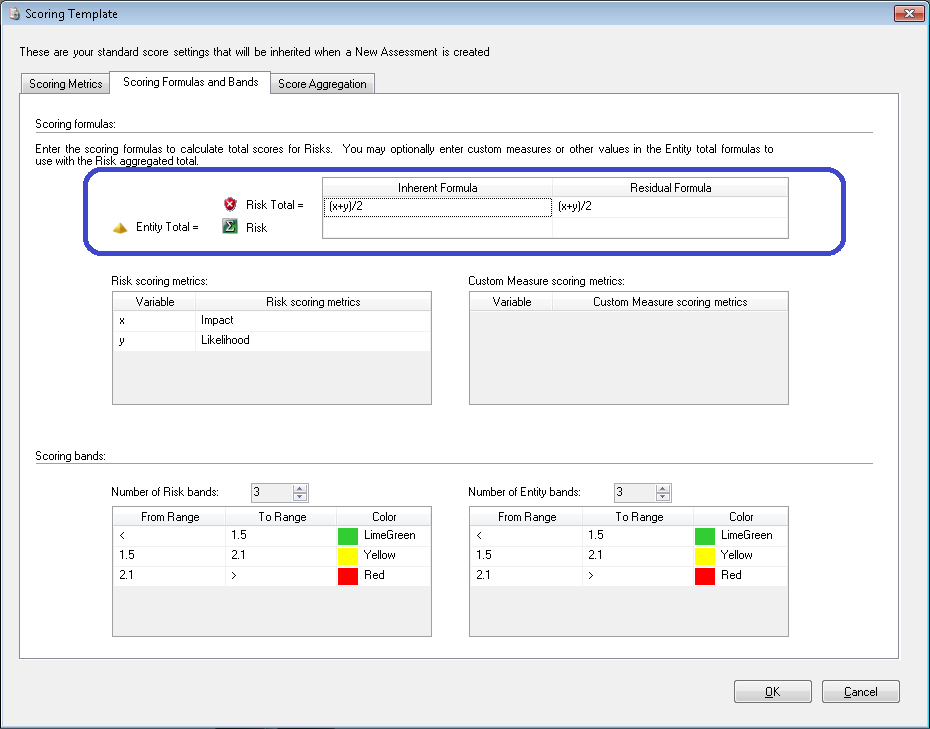 Scoring Template
These are your standard score settings that will be inherited when a New Assessment is created
Scoring Metrics Scoring Formulas and Bands Score Aggregation
Scoring formulas:
Enter the scoring formulas to calculate total scores for Risks. You may optionally enter custom measures or other values in the Entity total formulas to
use with the Risk aggregated total.
Inherent Formula Residual Formula
Risk Total = (x+y)/2 (x+y)/2
Entity Total = Σ Risk
Risk scoring metrics: Custom Measure scoring metrics:
Variable Risk scoring metrics Variable Custom Measure scoring metrics
x Impact
y Likelihood
Scoring bands:
Number of Risk bands: 3 Number of Entity bands: 3
From Range To Range Color From Range To Range Color
< 1.5 LimeGreen < 1.5 LimeGreen
1.5 2.1 Yellow 1.5 2.1 Yellow
2.1 > Red 2.1 > Red
OK Cancel